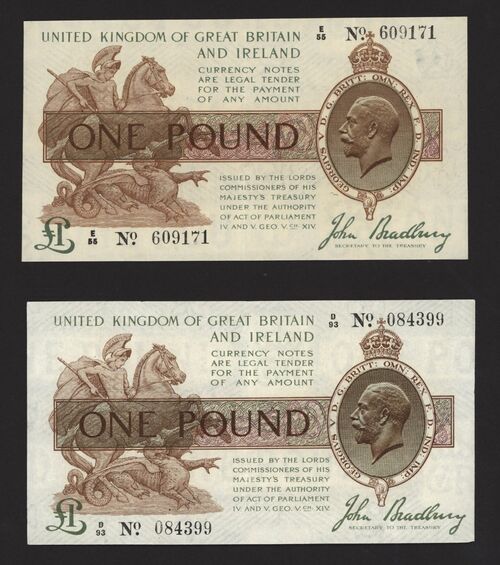 UNITED KINGDOM OF GREAT BRITAIN
AND IRELAND
E
55 No. 609171
CURRENCY NOTES
ARE LEGAL TENDER
FOR THE PAYMENT
OF ANY AMOUNT
GEORGIVS V D. G. BRITT: OMN: REX F. D. IND: IMP:
ONE POUND
ISSUED BY THE LORDS
COMMISSIONERS OF HIS
MAJESTY'S TREASURY
UNDER THE AUTHORITY
OF ACT OF PARLIAMENT
IV. AND V. GEO. V. CH. XIV.
£1
E
55 No. 609171
John Bradbury
SECRETARY TO THE TREASURY
UNITED KINGDOM OF GREAT BRITAIN
AND IRELAND
D
93 No. 084399
CURRENCY NOTES
ARE LEGAL TENDER
FOR THE PAYMENT
OF ANY AMOUNT
GEORGIVS V D. G. BRITT: OMN: REX F. D. IND: IMP:
ONE POUND
ISSUED BY THE LORDS
COMMISSIONERS OF HIS
MAJESTY'S TREASURY
UNDER THE AUTHORITY
OF ACT OF PARLIAMENT
IV. AND V. GEO. V. CH. XIV.
£1
D
93 No. 084399
John Bradbury
SECRETARY TO THE TREASURY